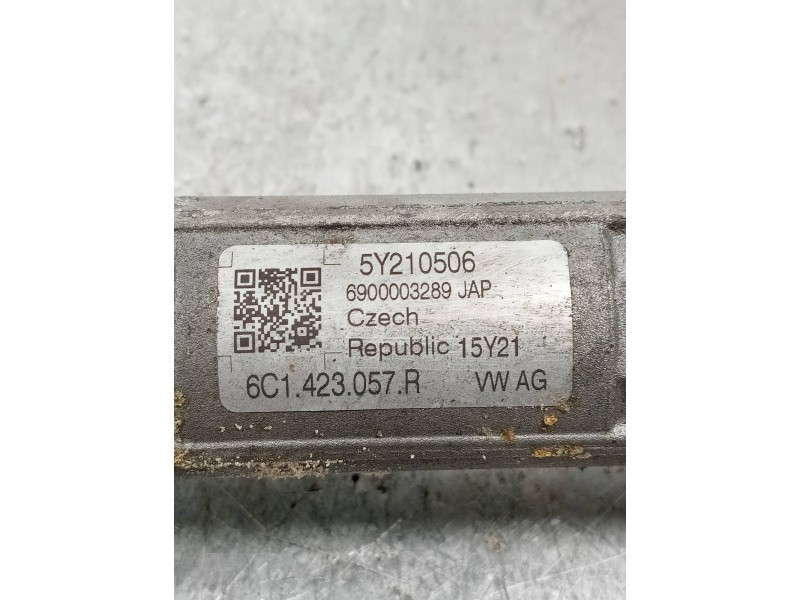 5Y210506
6900003289 JAP
Czech
Republic 15Y21
6C1.423.057.R VW AG